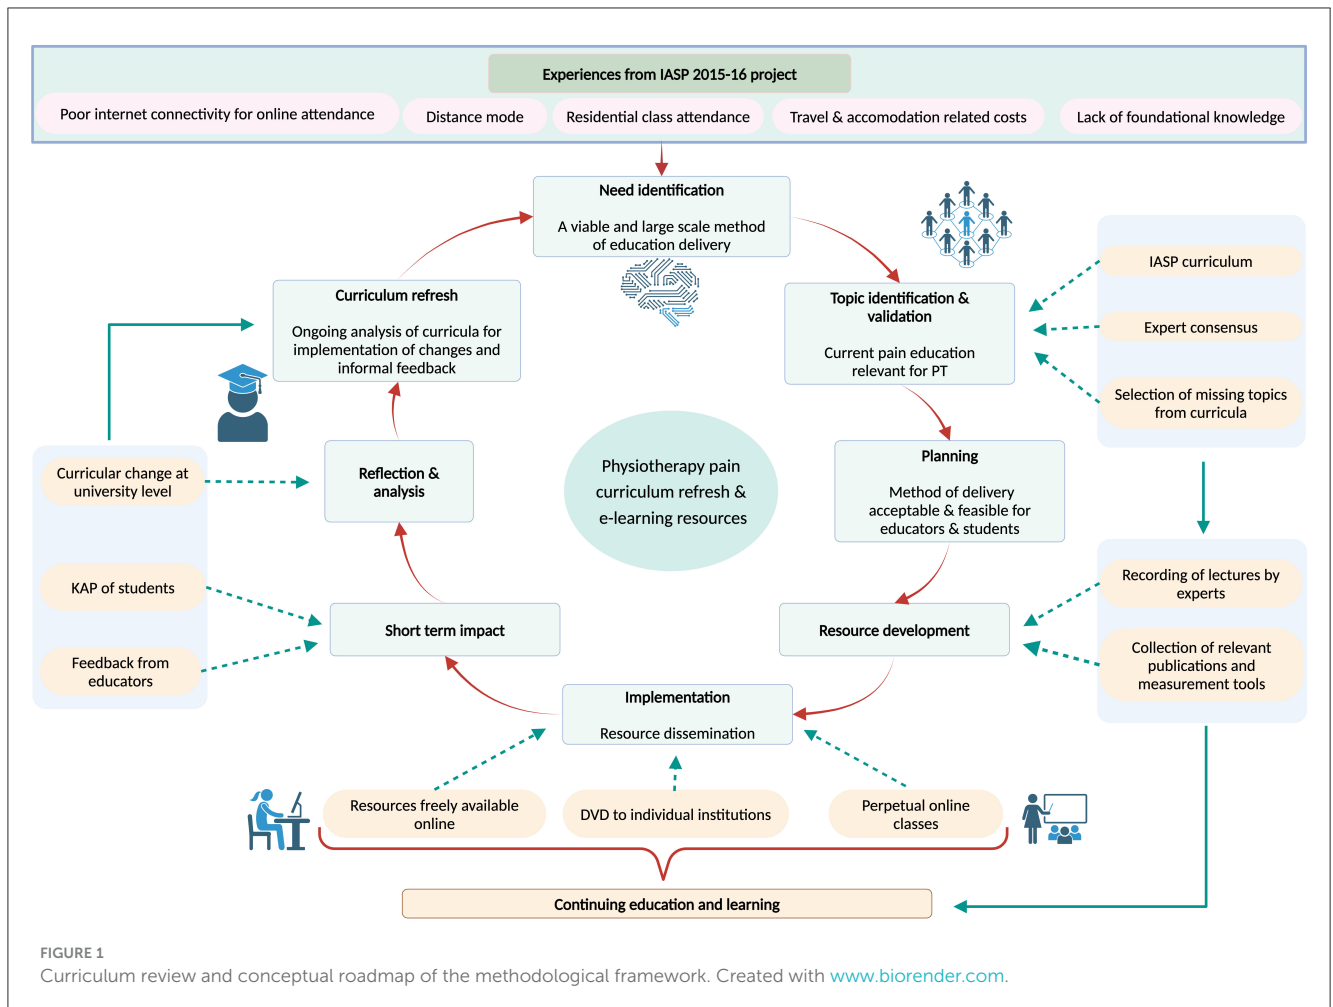 Experiences from IASP 2015-16 project
Poor internet connectivity for online attendance
Distance mode
Residential class attendance
Travel & accomodation related costs
Lack of foundational knowledge
Need identification
A viable and large scale method
of education delivery
Topic identification &
validation
Current pain education
relevant for PT
IASP curriculum
Expert consensus
Selection of missing topics
from curricula
Planning
Method of delivery
acceptable & feasible for
educators & students
Recording of lectures by
experts
Collection of relevant
publications and
measurement tools
Resource development
Implementation
Resource dissemination
Resources freely available
online
DVD to individual institutions
Perpetual online
classes
Continuing education and learning
Short term impact
KAP of students
Feedback from
educators
Reflection &
analysis
Curricular change at
university level
Curriculum refresh
Ongoing analysis of curricula for
implementation of changes and
informal feedback
Physiotherapy pain
curriculum refresh &
e-learning resources
FIGURE 1
Curriculum review and conceptual roadmap of the methodological framework. Created with www.biorender.com.